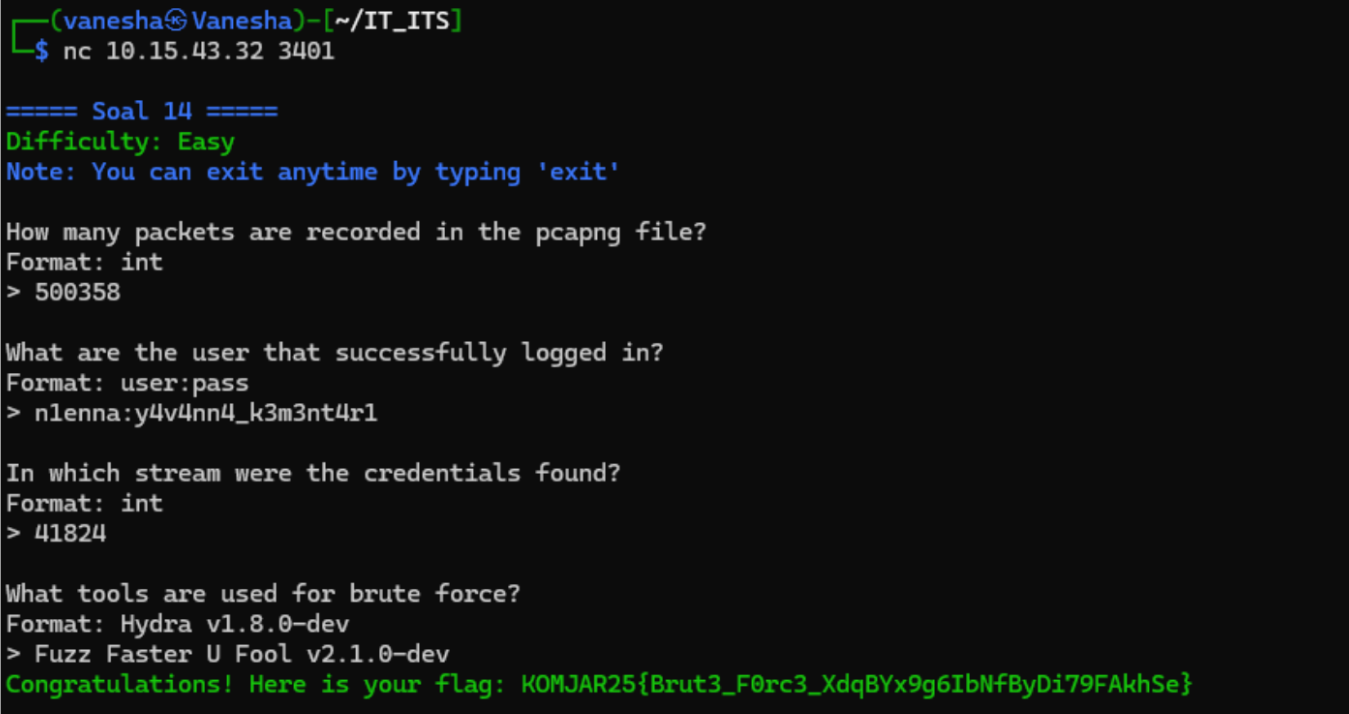 (vanesha㉿Vanesha)-[~/IT_ITS]
$ nc 10.15.43.32 3401
===== Soal 14 =====
Difficulty: Easy
Note: You can exit anytime by typing 'exit'
How many packets are recorded in the pcapng file?
Format: int
> 500358
What are the user that successfully logged in?
Format: user:pass
> n1enna:y4v4nn4_k3m3nt4r1
In which stream were the credentials found?
Format: int
> 41824
What tools are used for brute force?
Format: Hydra v1.8.0-dev
> Fuzz Faster U Fool v2.1.0-dev
Congratulations! Here is your flag: KOMJAR25{Brut3_F0rc3_XdqBYx9g6IbNfByDi79FAkhSe}